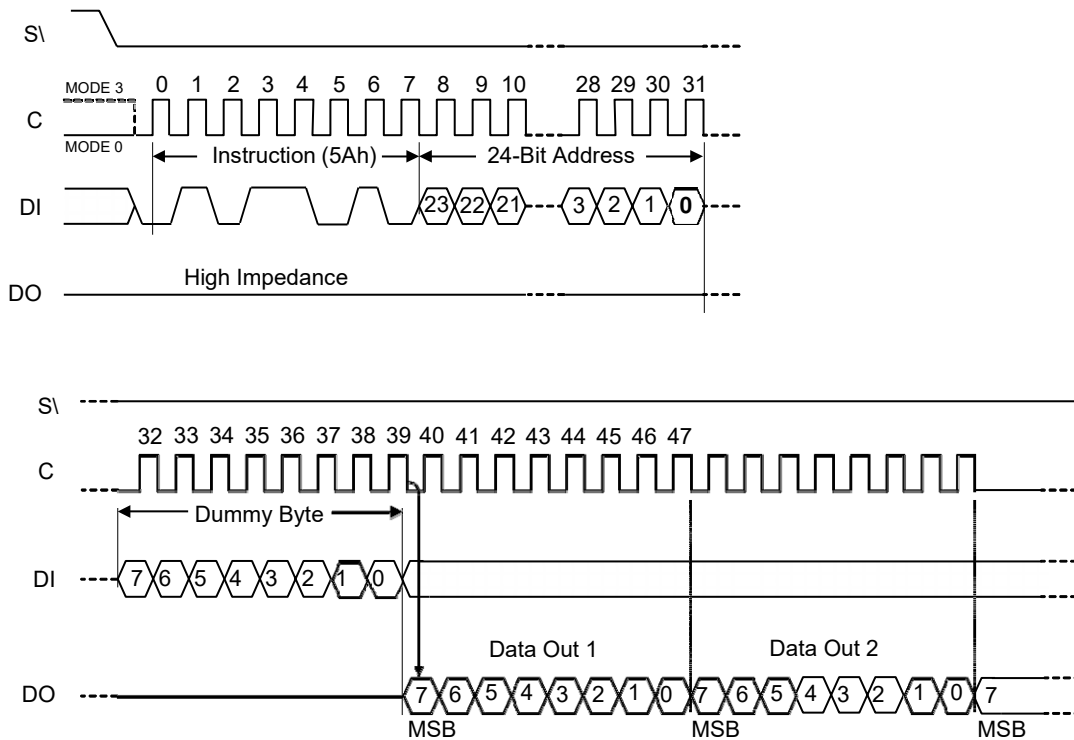 S\
MODE 3 0 1 2 3 4 5 6 7 8 9 10 28 29 30 31
C
MODE 0
Instruction (5Ah) 24-Bit Address
DI 23 22 21 3 2 1 0
High Impedance
DO
S\
32 33 34 35 36 37 38 39 40 41 42 43 44 45 46 47
C
Dummy Byte
DI 7 6 5 4 3 2 1 0
Data Out 1 Data Out 2
DO 7 6 5 4 3 2 1 0 7 6 5 4 3 2 1 0 7
MSB MSB MSB